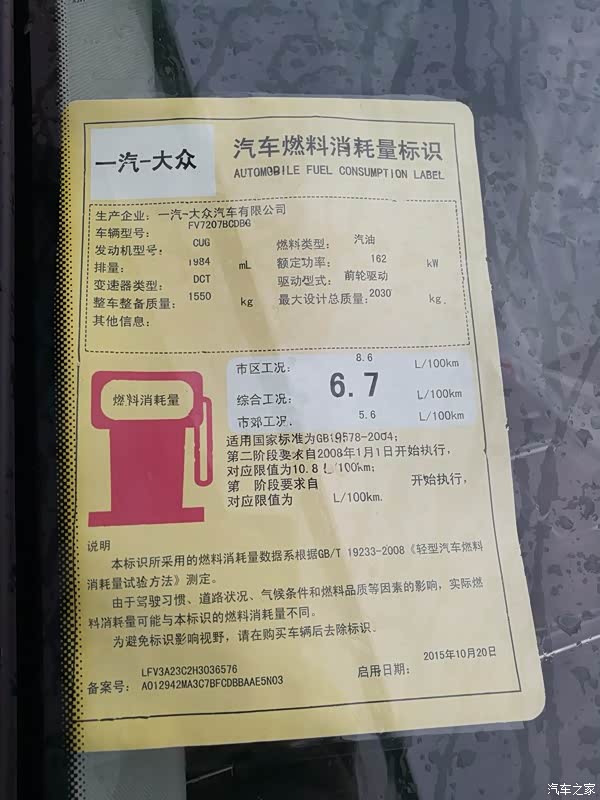 一汽-大众
汽车燃料消耗量标识
AUTOMOBILE FUEL CONSUMPTION LABEL
生产企业：一汽-大众汽车有限公司
车辆型号： FV7207BCDBG
发动机型号： CUG 燃料类型： 汽油
排量： 1984 mL 额定功率： 162 kW
变速器类型： DCT 驱动型式： 前轮驱动
整车整备质量： 1550 kg 最大设计总质量： 2030 kg.
其他信息：
燃料消耗量
市区工况： 8.6 L/100km
综合工况： 6.7 L/100km
市郊工况. 5.6 L/100km
适用国家标准为GB19578-2004；
第二阶段要求自2008年1月1日开始执行，
对应限值为10.8 L/100km；
第 阶段要求自 开始执行，
对应限值为 L/100km.
说明
本标识所采用的燃料消耗量数据系根据GB/T 19233-2008《轻型汽车燃料
消耗量试验方法》测定。
由于驾驶习惯、道路状况、气候条件和燃料品质等因素的影响，实际燃
料消耗量可能与本标识的燃料消耗量不同。
为避免标识影响视野，请在购买车辆后去除标识.
LFV3A23C2H3036576
备案号： A012942MA3C7BFCDBBAAE5N03 启用日期： 2015年10月20日
汽车之家